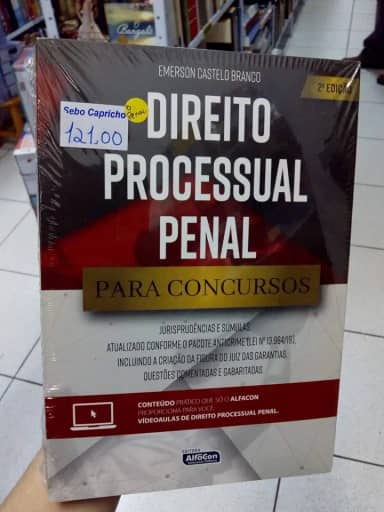 EMERSON CASTELO BRANCO
2ª EDIÇÃO
Sebo Capricho
121,00
DIREITO
PROCESSUAL
PENAL
PARA CONCURSOS
JURISPRUDÊNCIAS E SÚMULAS.
ATUALIZADO CONFORME O PACOTE ANTICRIME (LEI Nº 13.964/19),
INCLUINDO A CRIAÇÃO DA FIGURA DO JUIZ DAS GARANTIAS.
QUESTÕES COMENTADAS E GABARITADAS.
CONTEÚDO PRÁTICO QUE SÓ O ALFACON
PROPORCIONA PARA VOCÊ.
VÍDEOAULAS DE DIREITO PROCESSUAL PENAL.
EDITORA
AlfaCon